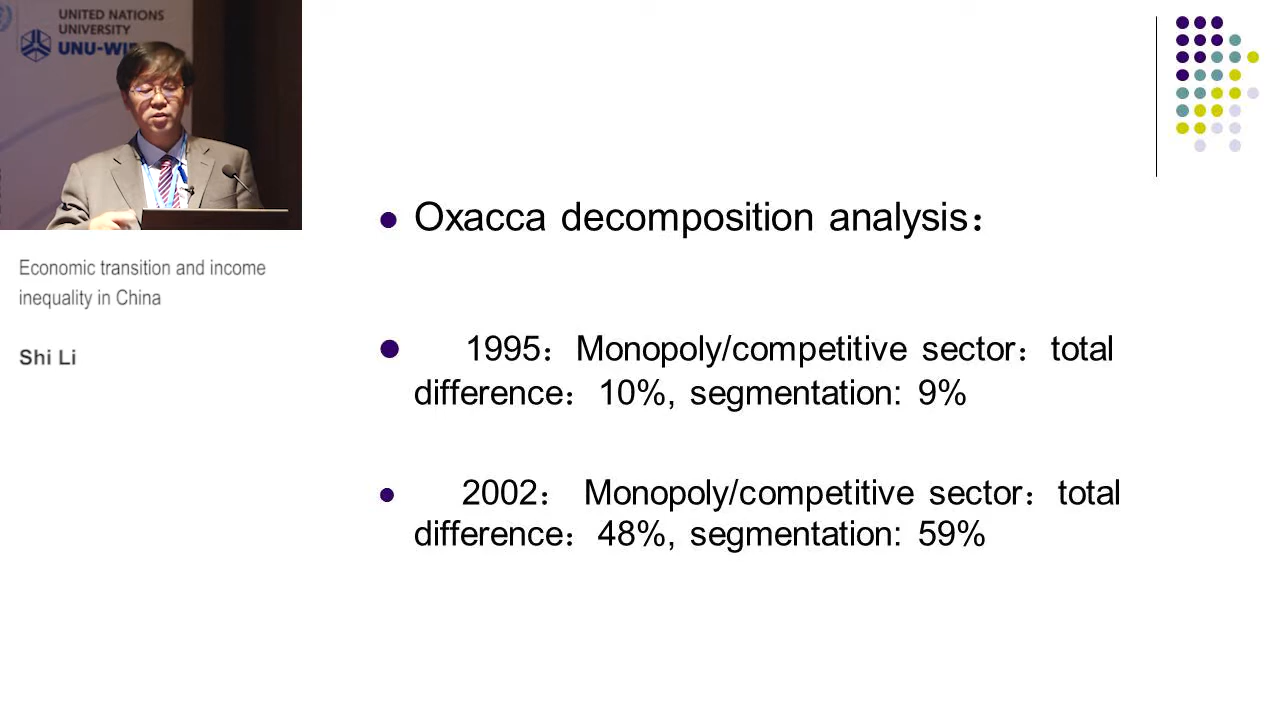 UNITED NATIONS
UNIVERSITY
UNU-WI
Economic transition and income
inequality in China
Shi Li
● Oxacca decomposition analysis：
● 1995：Monopoly/competitive sector：total
difference：10%, segmentation: 9%
● 2002： Monopoly/competitive sector：total
difference：48%, segmentation: 59%